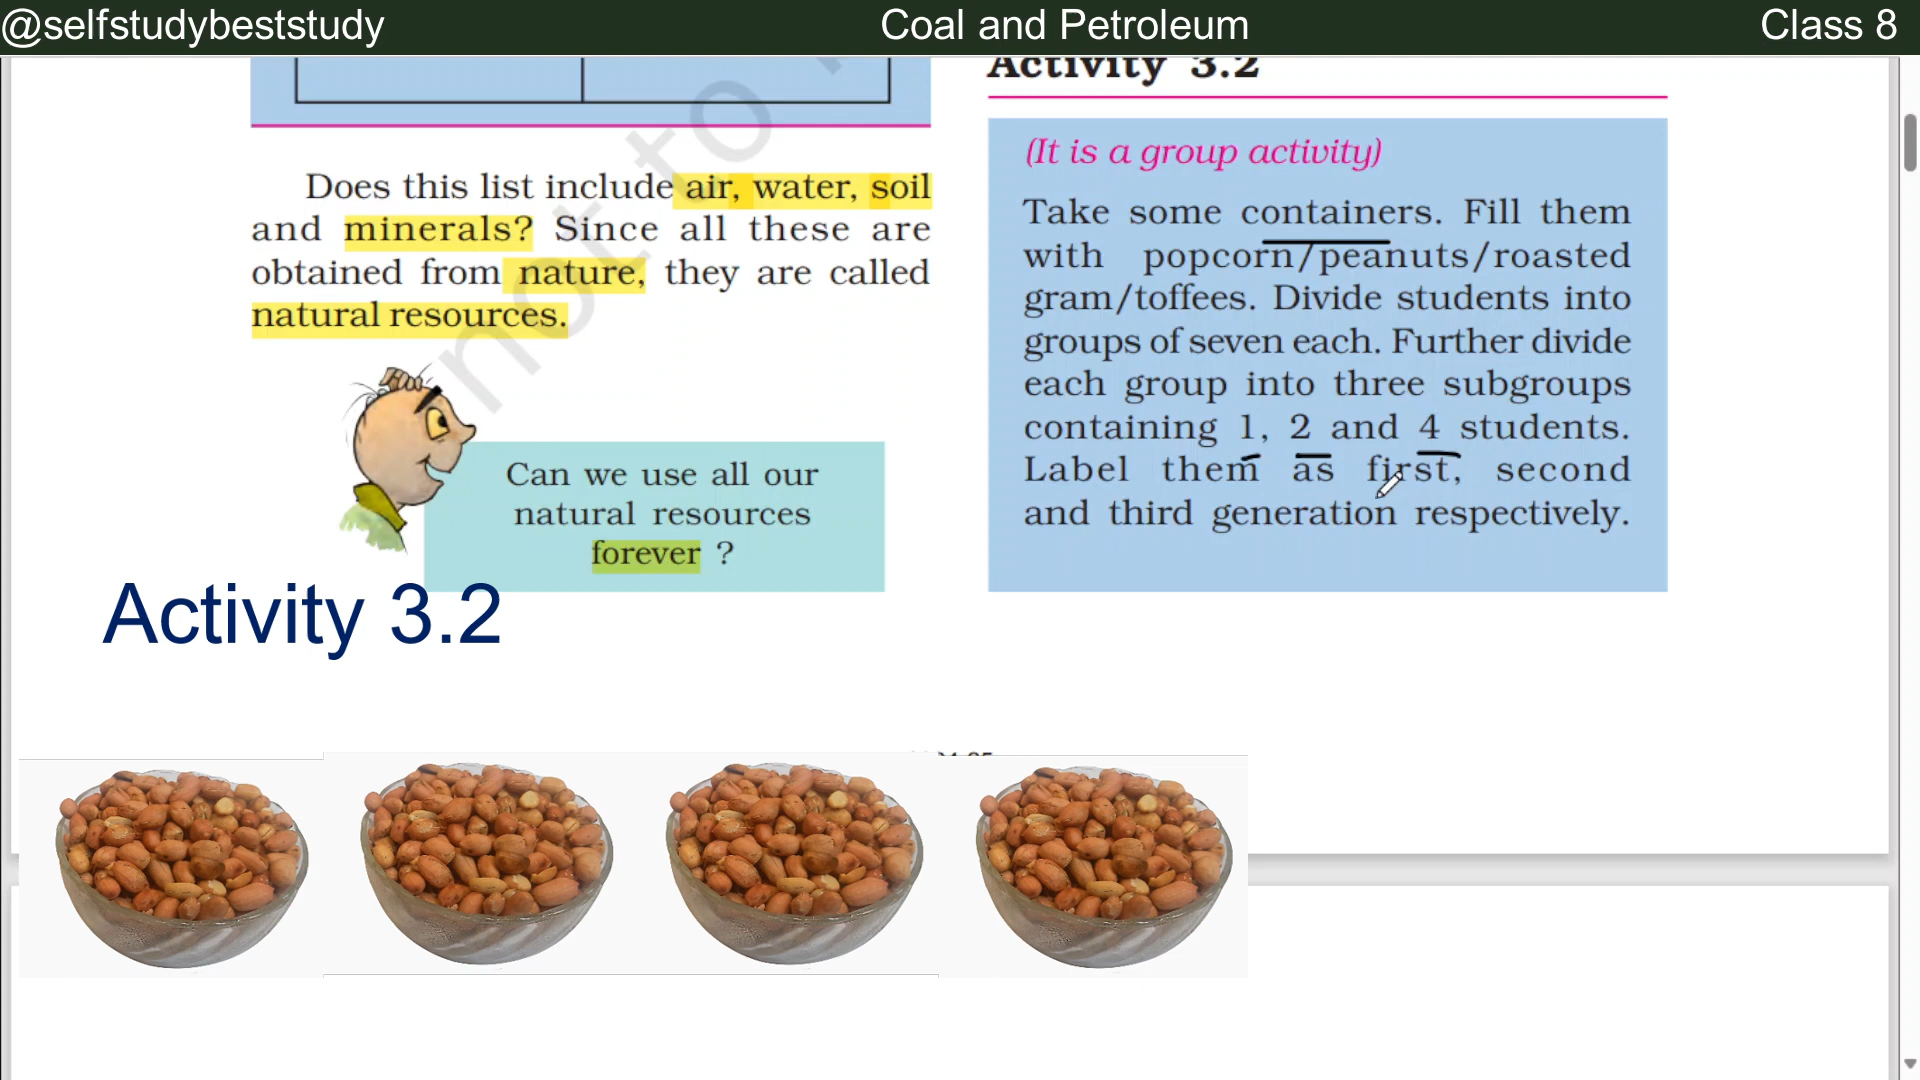 @selfstudybeststudy Coal and Petroleum Class 8
Does this list include air, water, soil
and minerals? Since all these are
obtained from nature, they are called
natural resources.
Can we use all our
natural resources
forever ?
Activity 3.2
Activity 3.2
(It is a group activity)
Take some containers. Fill them
with popcorn/peanuts/roasted
gram/toffees. Divide students into
groups of seven each. Further divide
each group into three subgroups
containing 1, 2 and 4 students.
Label them as first, second
and third generation respectively.
not to